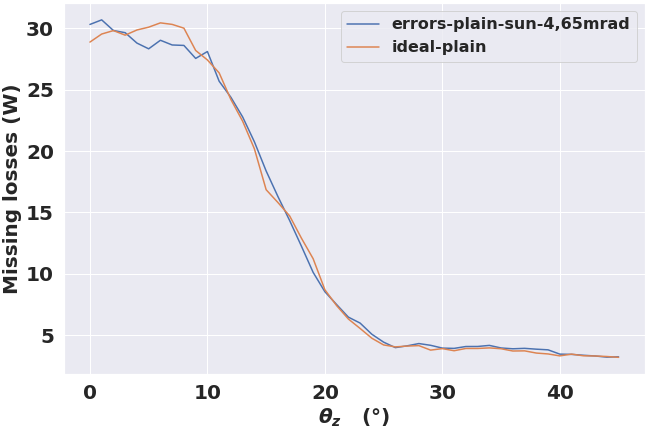 errors-plain-sun-4,65mrad
ideal-plain
Missing losses (W)
30
25
20
15
10
5
0 10 20 30 40
θz (°)